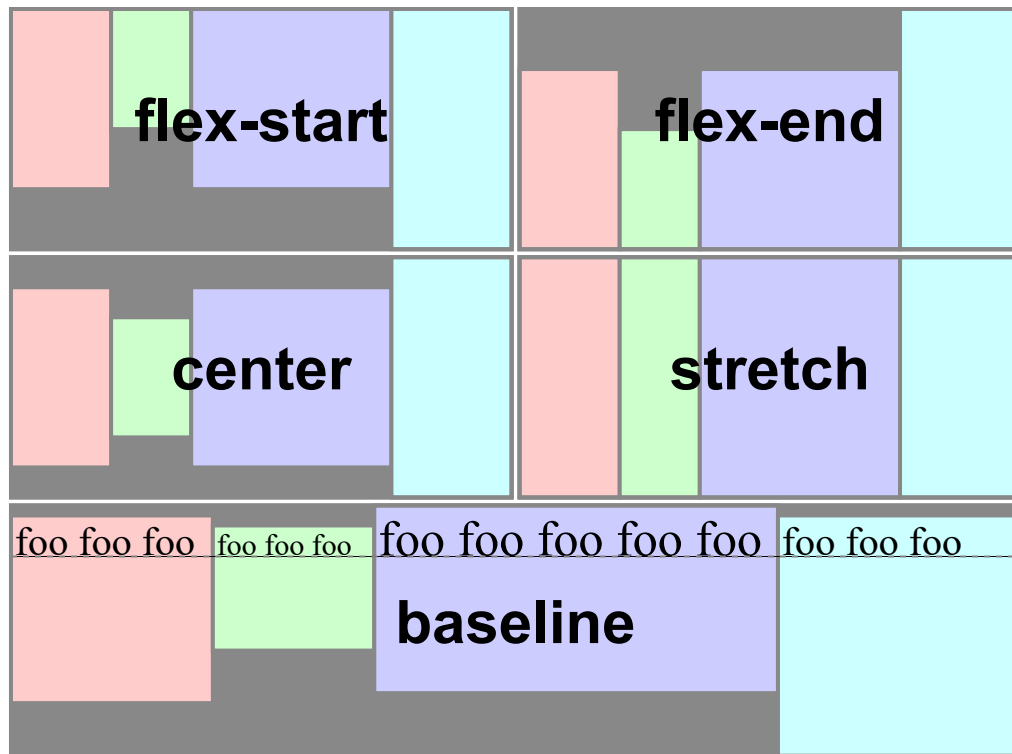 flex-start
flex-end
center
stretch
foo foo foo
foo foo foo
foo foo foo foo foo
foo foo foo
baseline